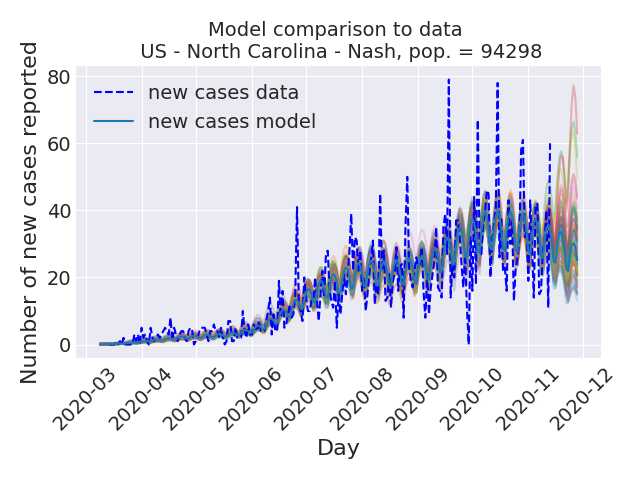 Model comparison to data
US - North Carolina - Nash, pop. = 94298
Number of new cases reported
80
60
40
20
0
new cases data
new cases model
2020-03
2020-04
2020-05
2020-06
2020-07
2020-08
2020-09
2020-10
2020-11
2020-12
Day